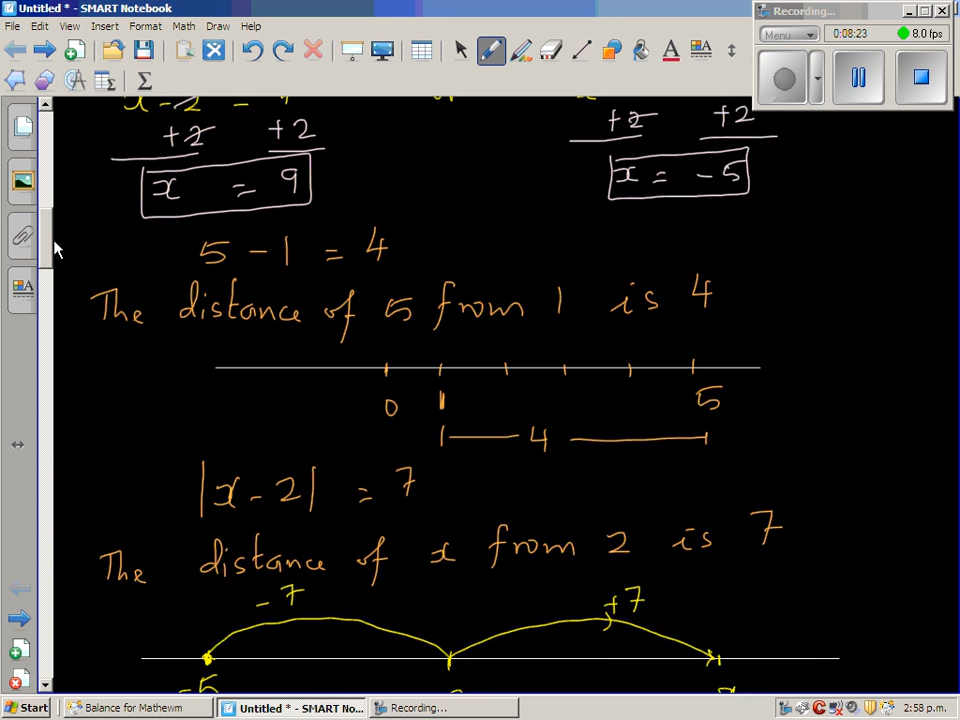 Untitled * - SMART Notebook
File Edit View Insert Format Math Draw Help
Recording...
Menu 0:08:23 8.0 fps
x - 2 =
+2 +2 +2 +2
x = 9 x = -5
5 - 1 = 4
The distance of 5 from 1 is 4
0 1 5
4
|x - 2| = 7
The distance of x from 2 is 7
-7 +7
-5
Start Balance for Mathewm Untitled * - SMART No... Recording... 2:58 p.m.